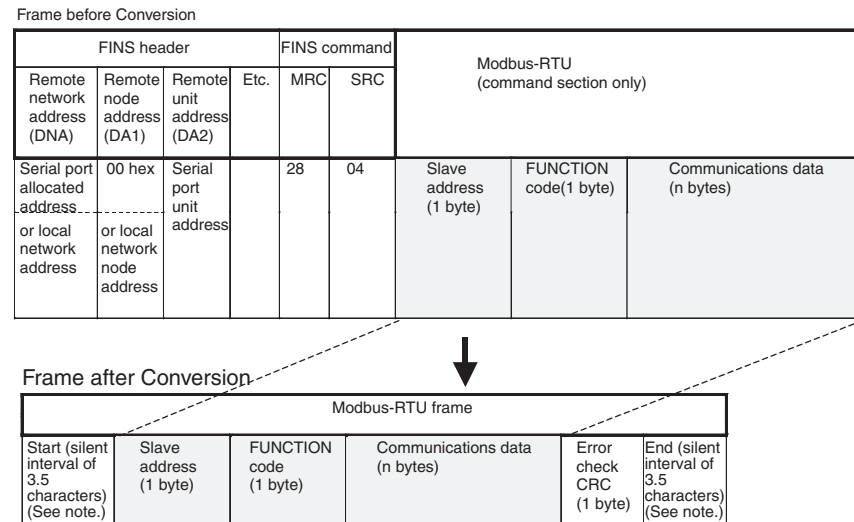 Frame before Conversion
FINS header
FINS command
Modbus-RTU
(command section only)
Remote
network
address
(DNA)
Remote
node
address
(DA1)
Remote
unit
address
(DA2)
Etc.
MRC
SRC
Serial port
allocated
address
or local
network
address
00 hex
or local
network
node
address
Serial
port
unit
address
28
04
Slave
address
(1 byte)
FUNCTION
code(1 byte)
Communications data
(n bytes)
Frame after Conversion
Modbus-RTU frame
Start (silent
interval of
3.5
characters)
(See note.)
Slave
address
(1 byte)
FUNCTION
code
(1 byte)
Communications data
(n bytes)
Error
check
CRC
(1 byte)
End (silent
interval of
3.5
characters)
(See note.)